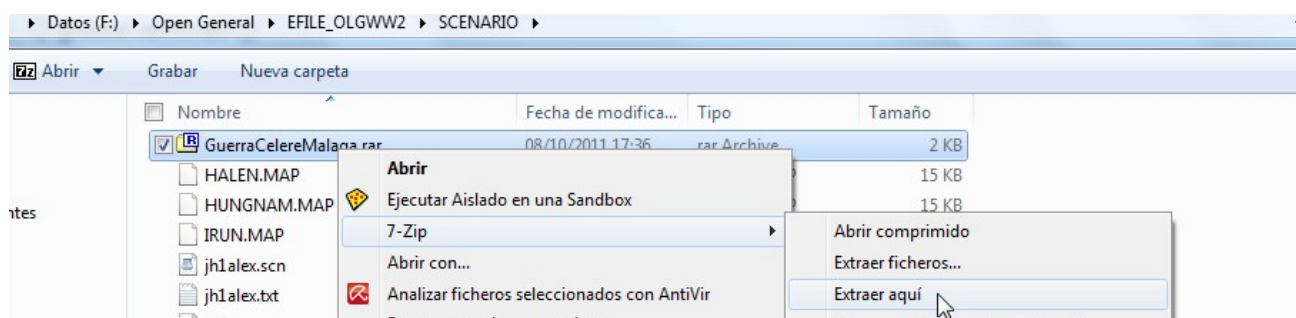 ▸ Datos (F:) ▸ Open General ▸ EFILE_OLGWW2 ▸ SCENARIO ▸
7z Abrir ▾ Grabar Nueva carpeta
Nombre Fecha de modifica... Tipo Tamaño
GuerraCelereMalaga.rar 08/10/2011 17:36 rar Archive 2 KB
HALEN.MAP 15 KB
HUNGNAM.MAP 15 KB
IRUN.MAP
jh1alex.scn
jh1alex.txt
ntes
Abrir
Ejecutar Aislado en una Sandbox
7-Zip
Abrir con...
Analizar ficheros seleccionados con AntiVir
Abrir comprimido
Extraer ficheros...
Extraer aquí